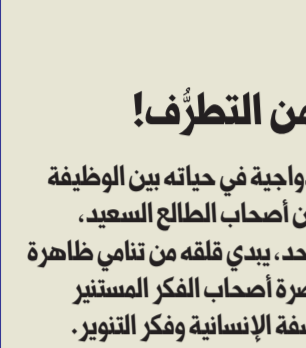 من التطرُّف!
واجية في حياته بين الوظيفة
ن أصحاب الطالع السعيد،
حد، يبدي قلقه من تنامي ظاهرة
صرة أصحاب الفكر المستنير
سفة الإنسانية وفكر التنوير.